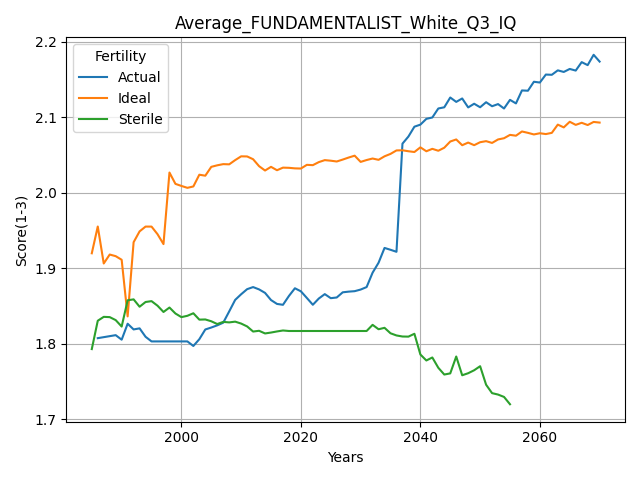 Average_FUNDAMENTALIST_White_Q3_IQ
Fertility
Actual
Ideal
Sterile
Score(1-3)
2.2
2.1
2.0
1.9
1.8
1.7
2000 2020 2040 2060
Years